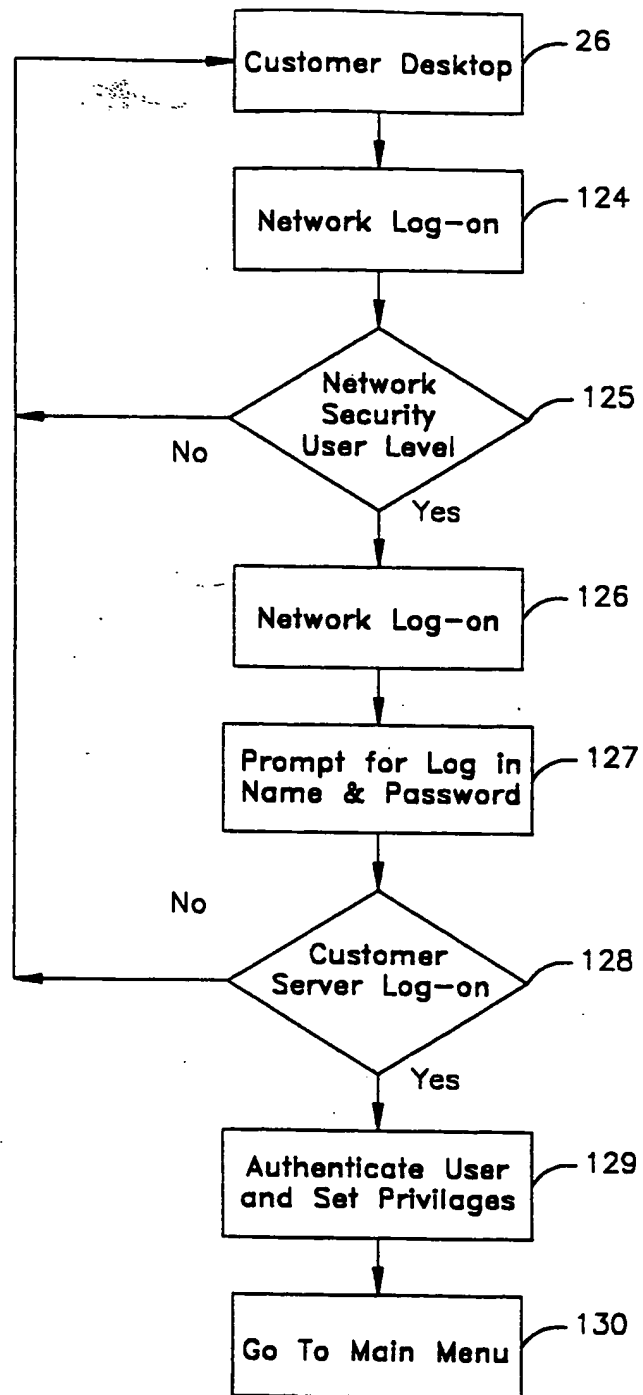 Customer Desktop
26
Network Log-on
124
Network
Security
User Level
125
No
Yes
Network Log-on
126
Prompt for Log in
Name & Password
127
No
Customer
Server Log-on
128
Yes
Authenticate User
and Set Privilages
129
Go To Main Menu
130